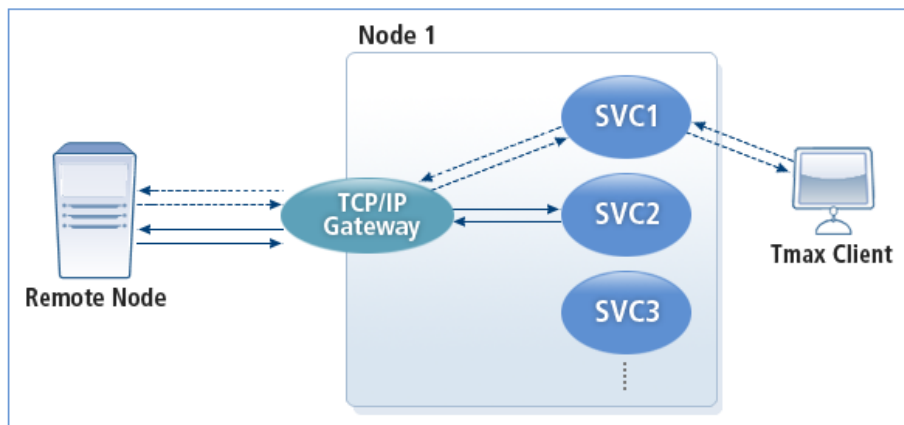 Node 1
SVC1
TCP/IP
Gateway
SVC2
Tmax Client
Remote Node
SVC3